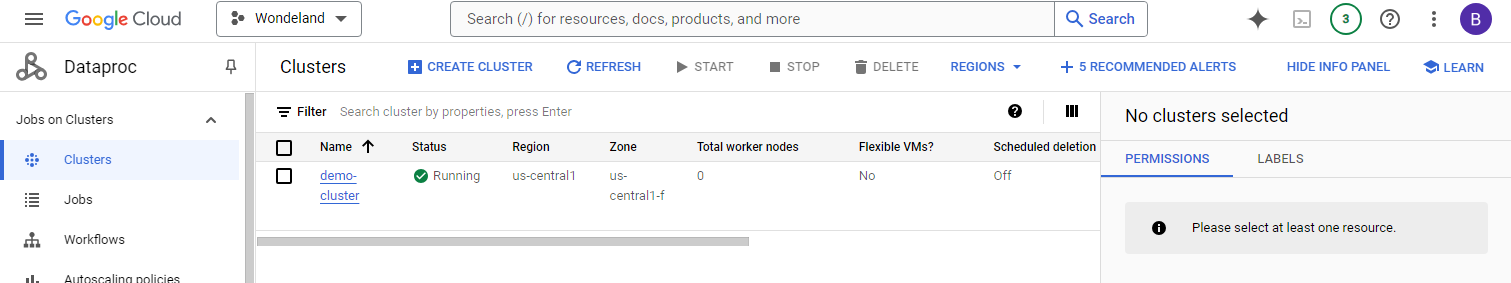 Google Cloud
Wondeland
Search (/) for resources, docs, products, and more
Search
3
B
Dataproc
Clusters
CREATE CLUSTER
REFRESH
START
STOP
DELETE
REGIONS
5 RECOMMENDED ALERTS
HIDE INFO PANEL
LEARN
Jobs on Clusters
Clusters
Jobs
Workflows
Autoscaling policies
Filter Search cluster by properties, press Enter
Name Status Region Zone Total worker nodes Flexible VMs? Scheduled deletion
demo- Running us-central1 us- 0 No Off
cluster central1-f
No clusters selected
PERMISSIONS LABELS
Please select at least one resource.